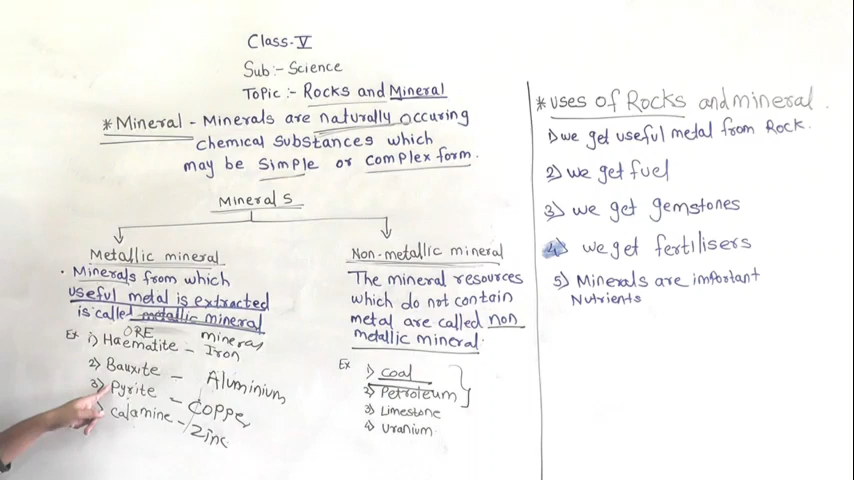 Class-V
Sub:- Science
Topic:- Rocks and Mineral
*Mineral - Minerals are naturally occuring
chemical substances which
may be simple or complex form.
Minerals
Metallic mineral
• Minerals from which
useful metal is extracted
is called metallic mineral
ORE minerals
Ex i) Haematite - Iron
2) Bauxite - Aluminium
3) Pyrite - Copper
Calamine - Zinc
Non-metallic mineral
The mineral resources
which do not contain
metal are called non
metallic mineral.
Ex 1) coal
2) Petroleum
3) Limestone
4) Uranium
*uses of Rocks and mineral.
1) we get useful metal from Rock.
2) we get fuel
3) we get gemstones
4) we get fertilisers
5) Minerals are important
Nutrients